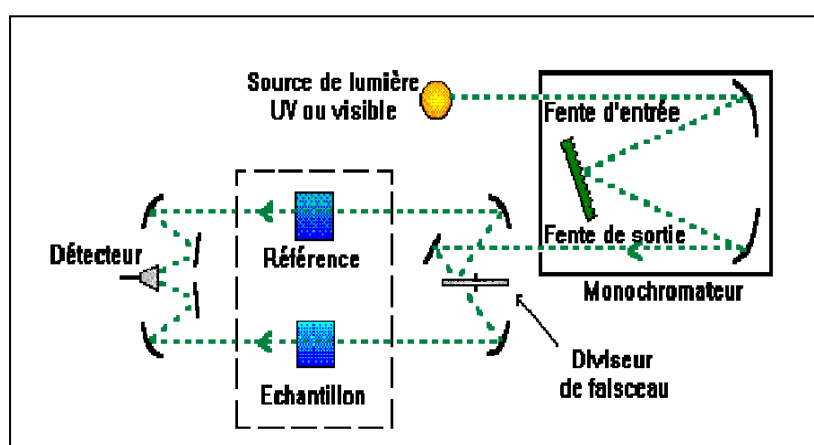 Source de lumière
UV ou visible
Fente d'entrée
Fente de sortie
Monochromateur
Détecteur
Référence
Echantillon
Diviseur
de faisceau